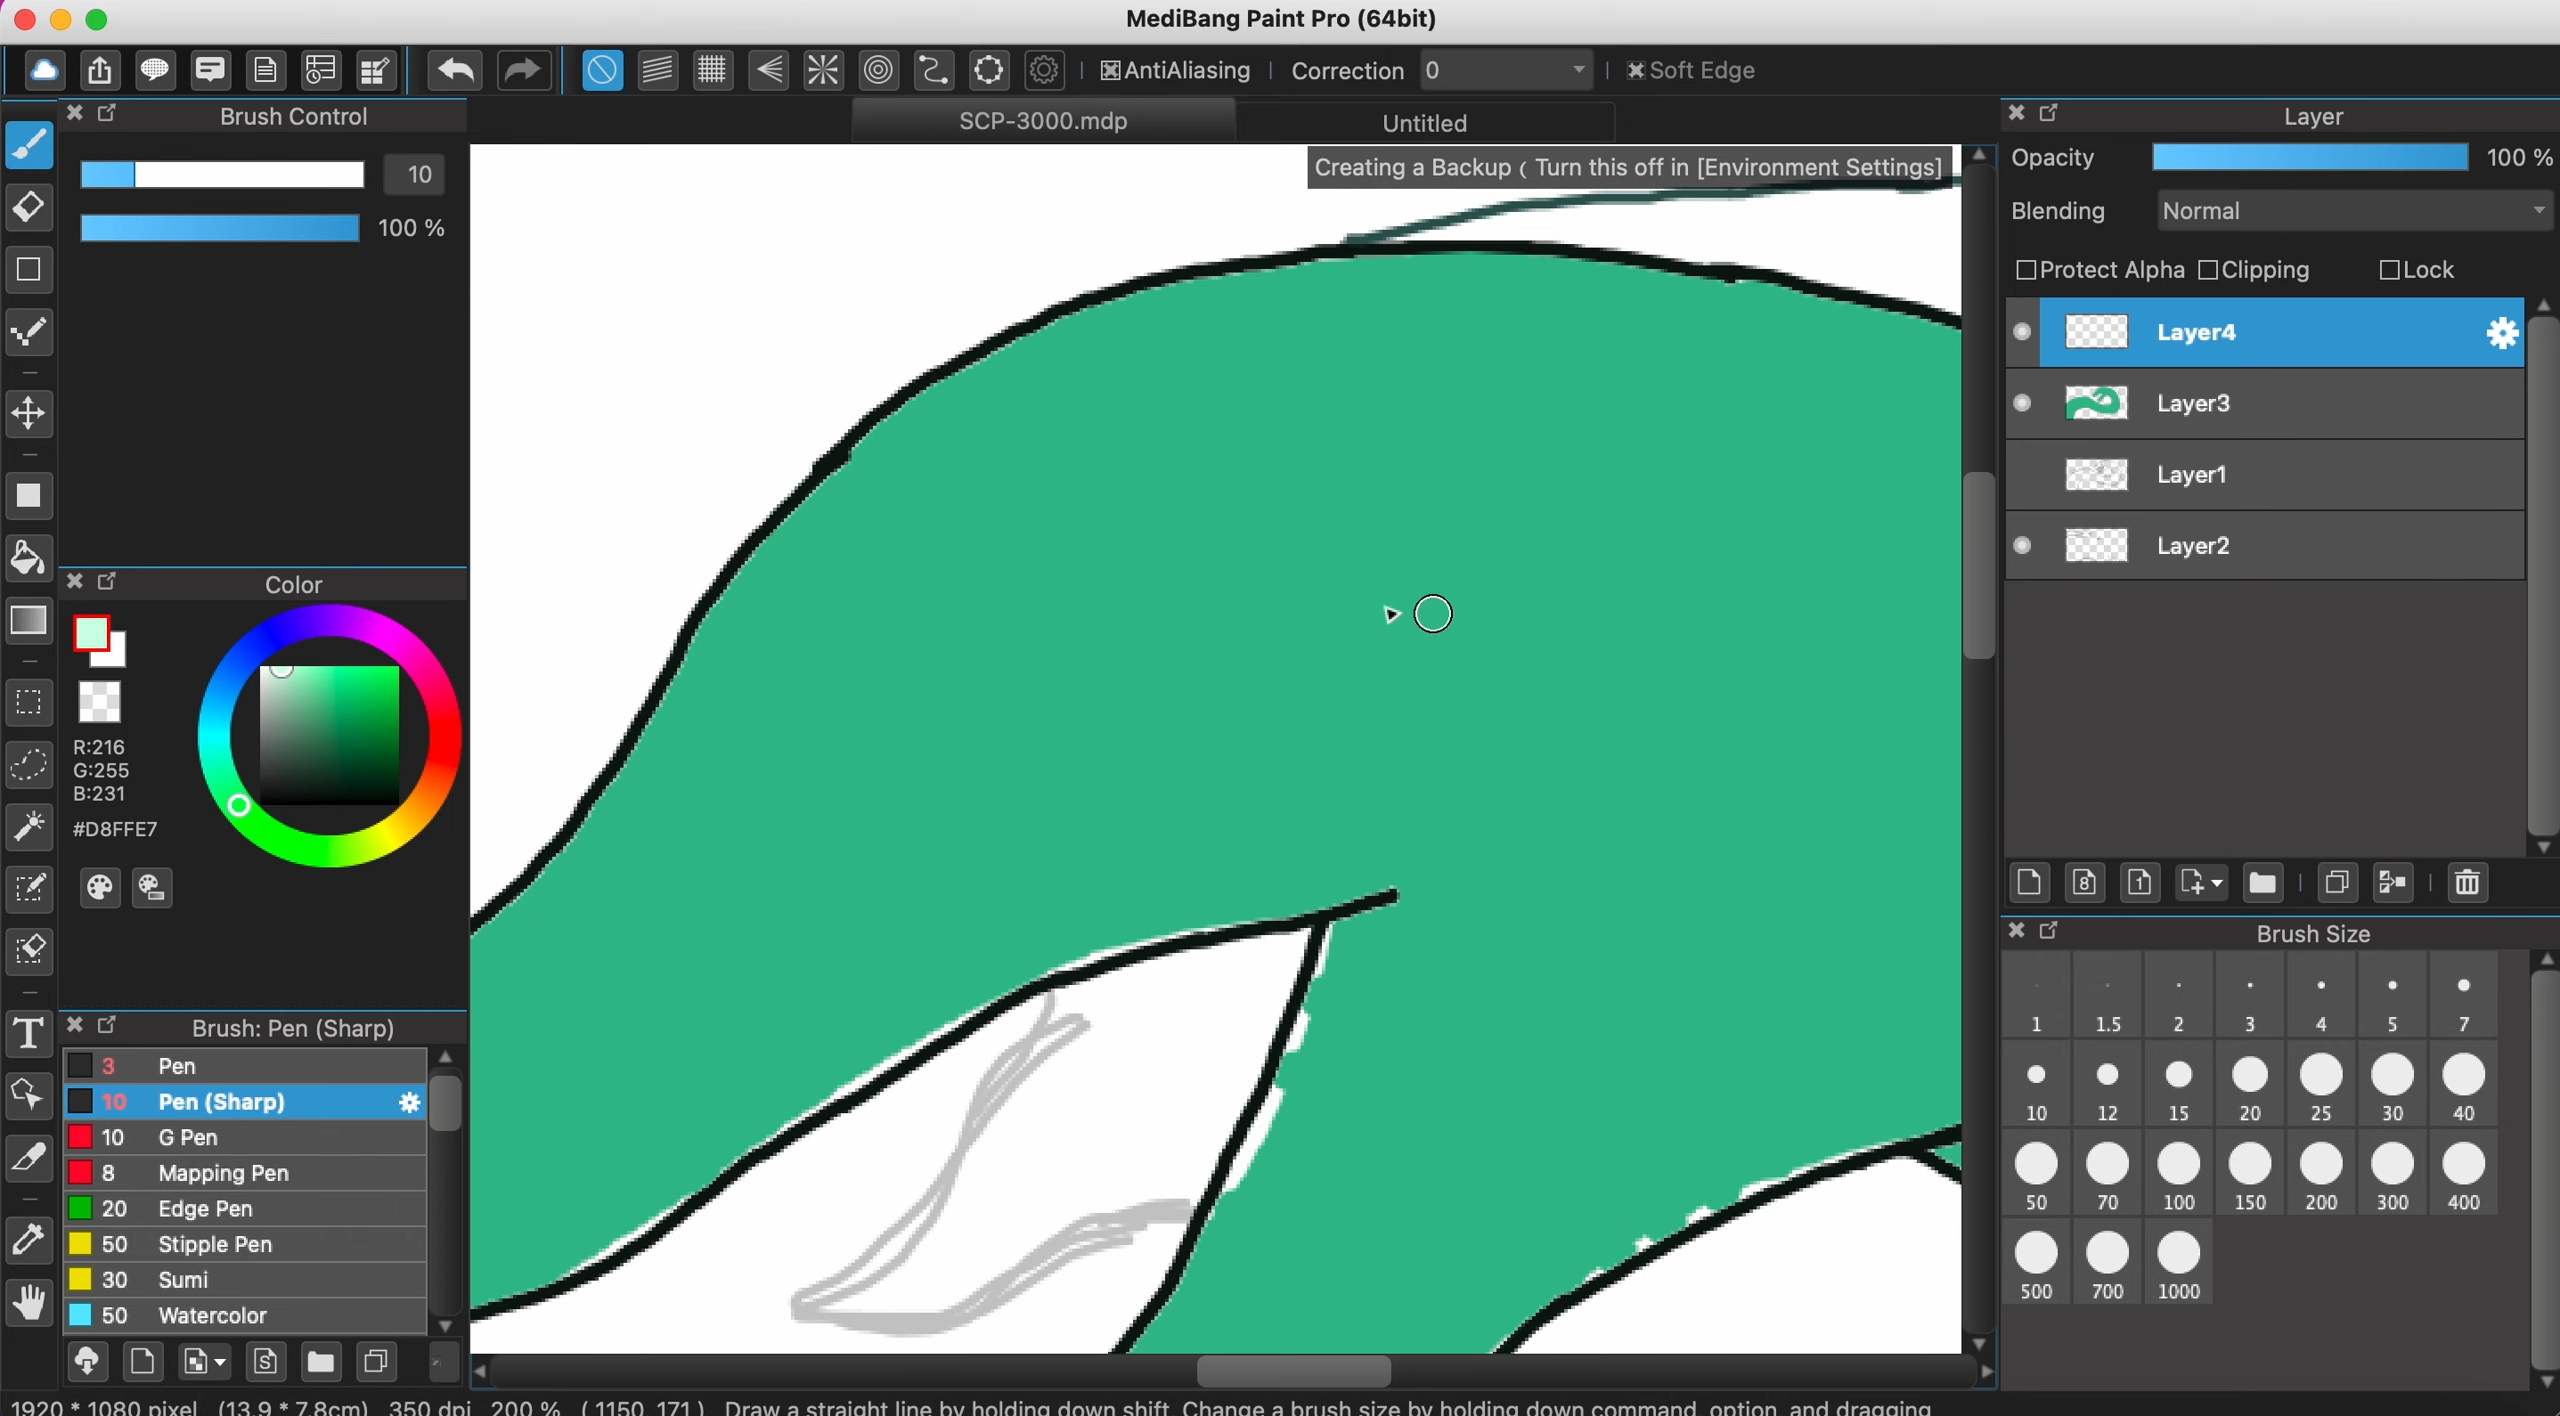 MediBang Paint Pro (64bit)
AntiAliasing
Correction
0
Soft Edge
Brush Control
SCP-3000.mdp
Untitled
Layer
Creating a Backup ( Turn this off in [Environment Settings]
10
100 %
Opacity
100 %
Blending
Normal
Protect Alpha
Clipping
Lock
Layer4
Layer3
Layer1
Layer2
Color
R:216
G:255
B:231
#D8FFE7
8
1
Brush Size
1 1.5 2 3 4 5 7
10 12 15 20 25 30 40
50 70 100 150 200 300 400
500 700 1000
T
Brush: Pen (Sharp)
3 Pen
10 Pen (Sharp)
10 G Pen
8 Mapping Pen
20 Edge Pen
50 Stipple Pen
30 Sumi
50 Watercolor
S
1920 * 1080 pixel (13.9 * 7.8cm) 350 dpi 200 % ( 1150, 171 ) Draw a straight line by holding down shift, Change a brush size by holding down command, option, and dragging